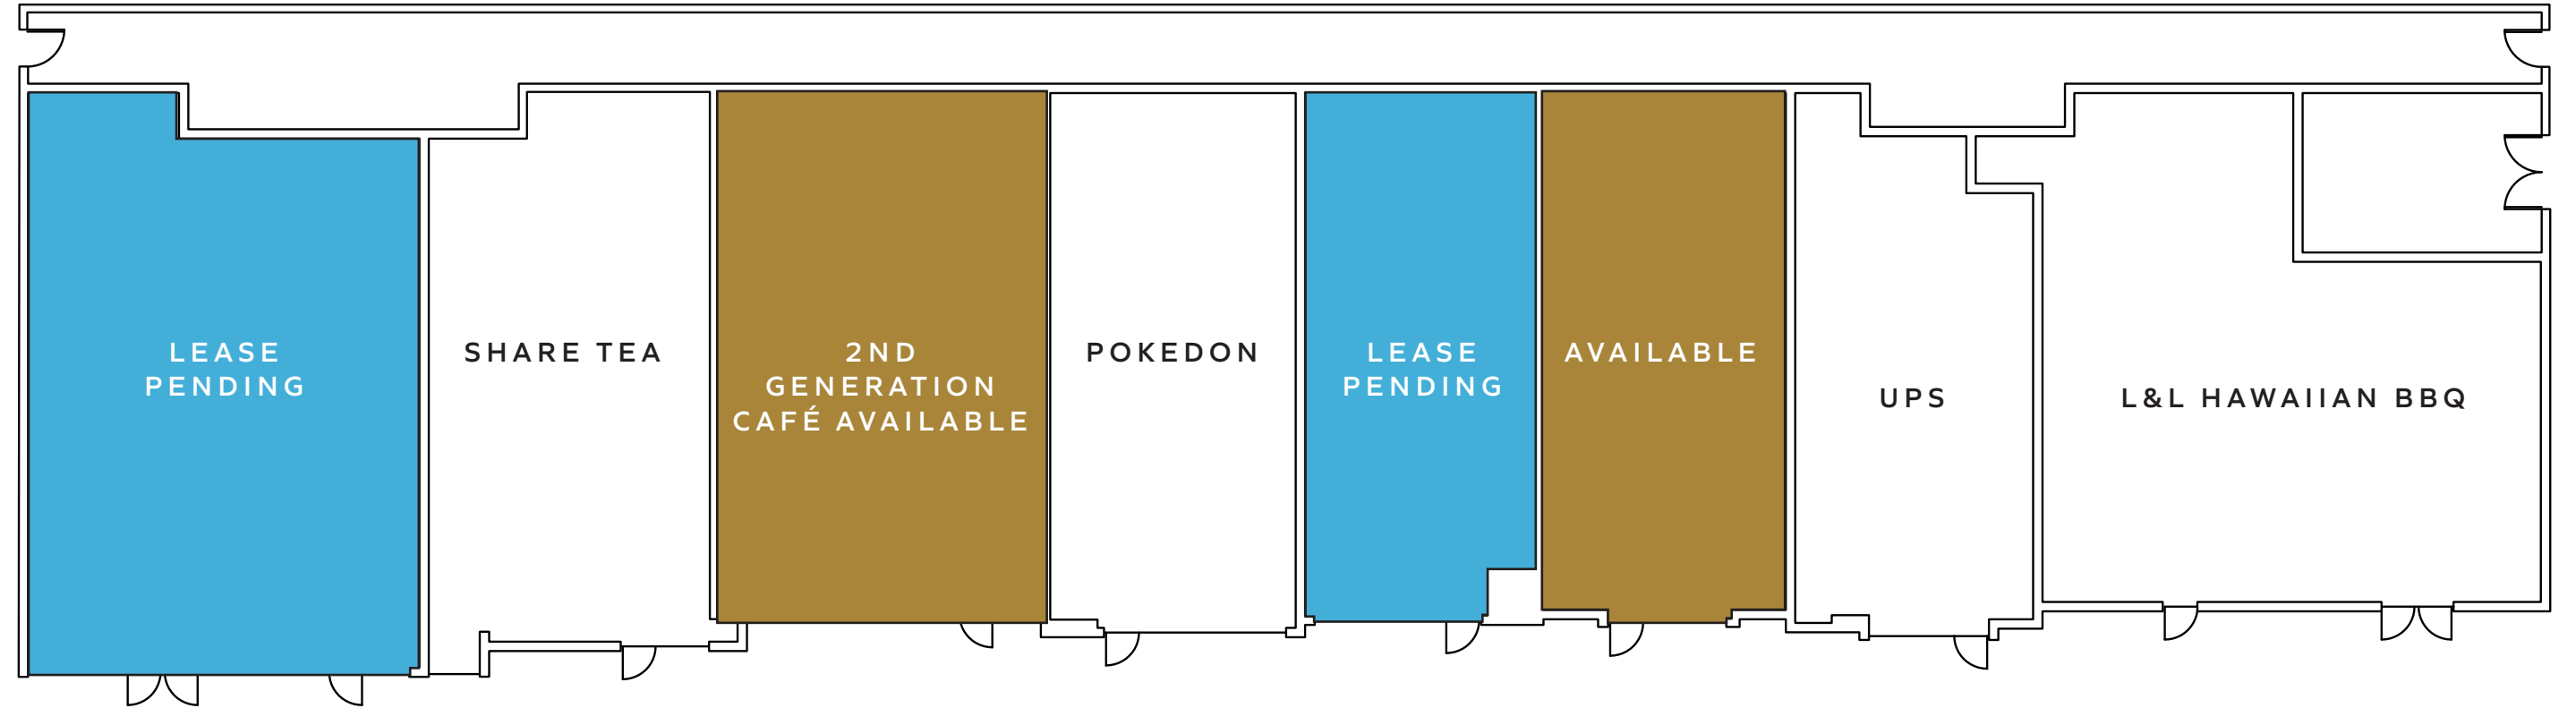 LEASE
PENDING
SHARE TEA
2ND
GENERATION
CAFÉ AVAILABLE
POKEDON
LEASE
PENDING
AVAILABLE
UPS
L&L HAWAIIAN BBQ